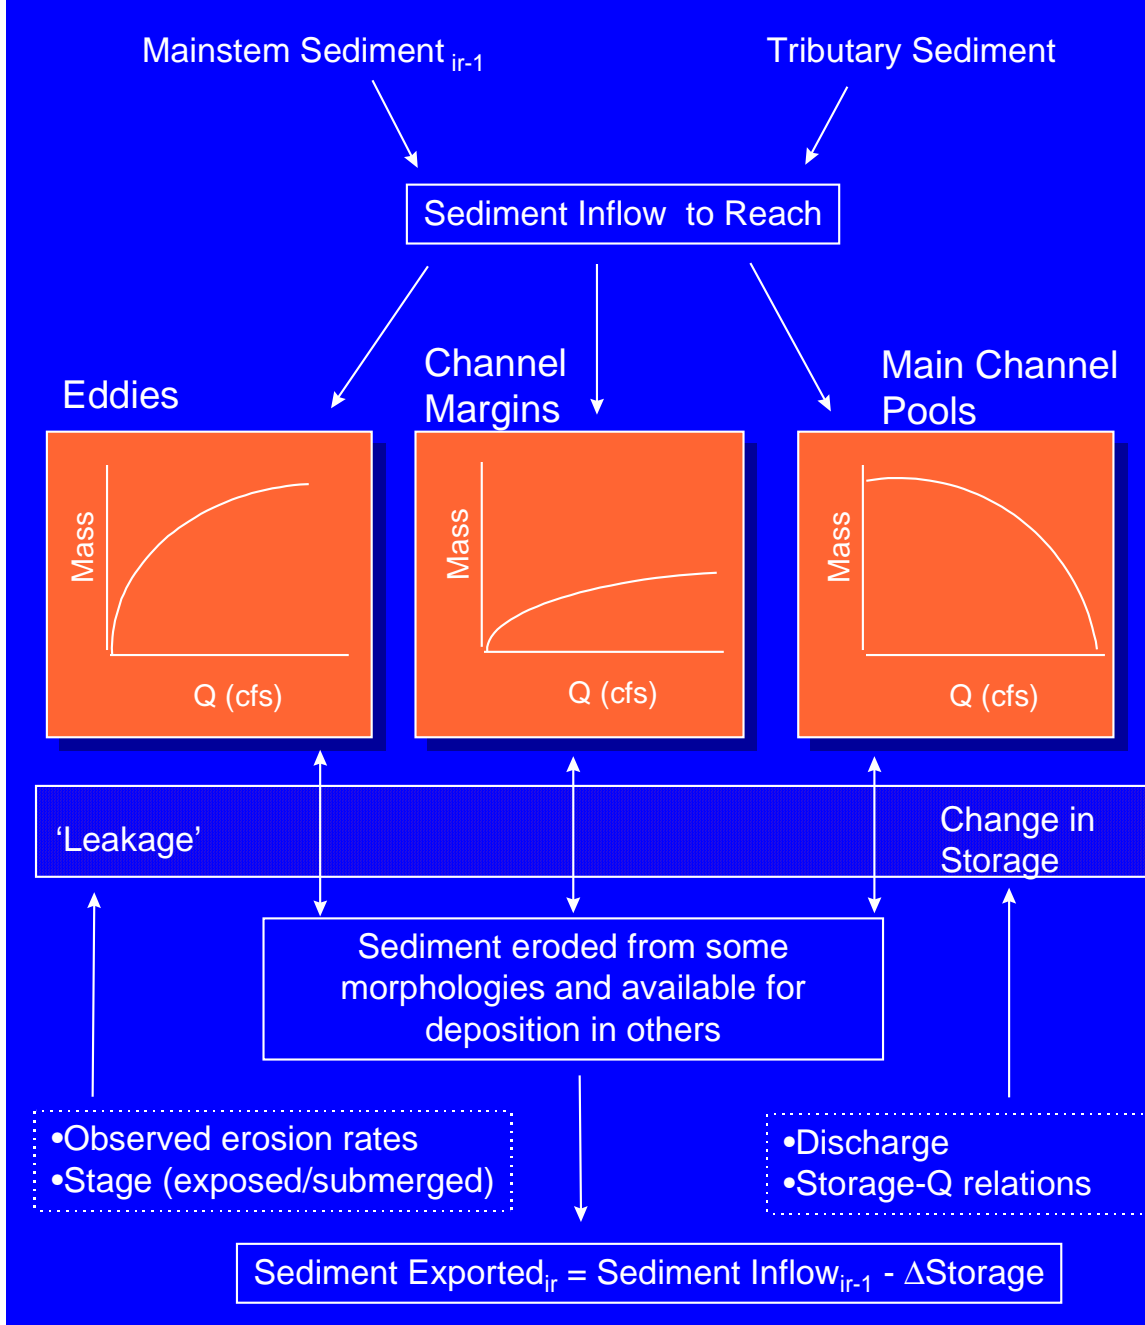 Mainstem Sediment ir-1
Tributary Sediment
Sediment Inflow to Reach
Eddies
Channel
Margins
Main Channel
Pools
Mass
Q (cfs)
Mass
Q (cfs)
Mass
Q (cfs)
‘Leakage’
Change in
Storage
Sediment eroded from some
morphologies and available for
deposition in others
•Observed erosion rates
•Stage (exposed/submerged)
•Discharge
•Storage-Q relations
Sediment Exportedir = Sediment Inflowir-1 - ΔStorage